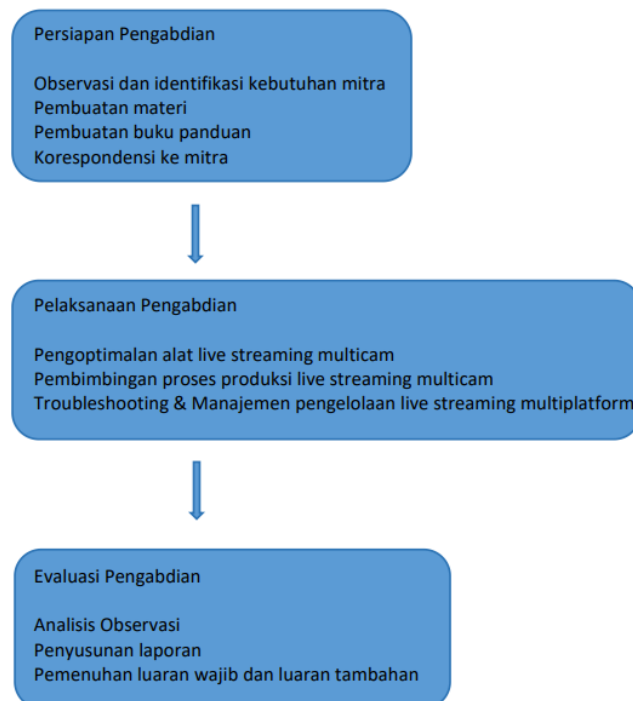 Persiapan Pengabdian
Observasi dan identifikasi kebutuhan mitra
Pembuatan materi
Pembuatan buku panduan
Korespondensi ke mitra
Pelaksanaan Pengabdian
Pengoptimalan alat live streaming multicam
Pembimbingan proses produksi live streaming multicam
Troubleshooting & Manajemen pengelolaan live streaming multiplatform
Evaluasi Pengabdian
Analisis Observasi
Penyusunan laporan
Pemenuhan luaran wajib dan luaran tambahan